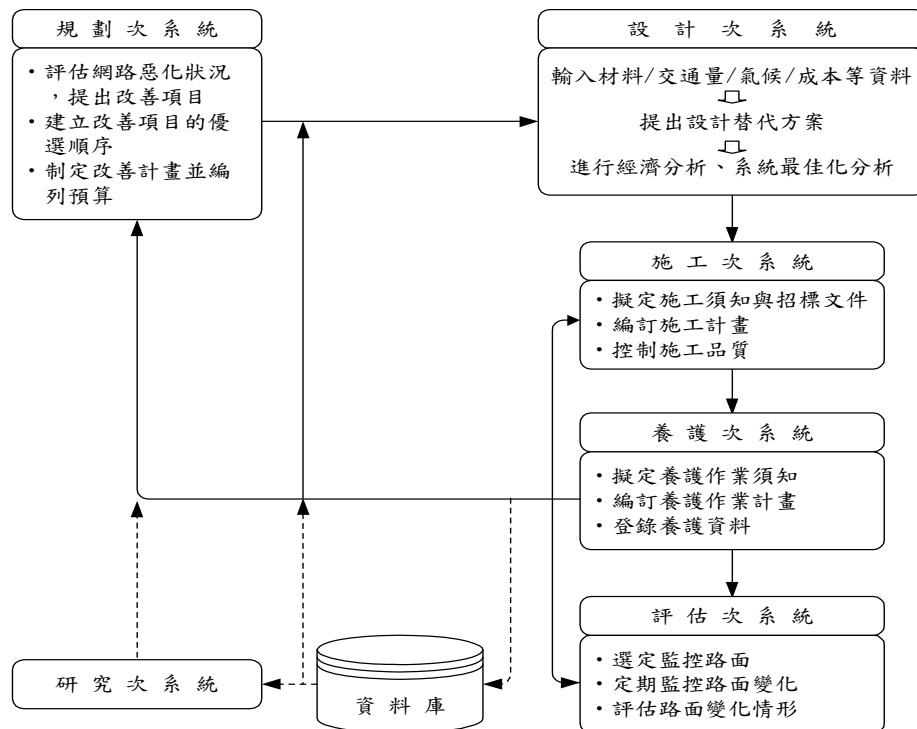 規劃次系統
・評估網路惡化狀況
，提出改善項目
・建立改善項目的優
選順序
・制定改善計畫並編
列預算
設計次系統
輸入材料/交通量/氣候/成本等資料
提出設計替代方案
進行經濟分析、系統最佳化分析
施工次系統
・擬定施工須知與招標文件
・編訂施工計畫
・控制施工品質
養護次系統
・擬定養護作業須知
・編訂養護作業計畫
・登錄養護資料
評估次系統
・選定監控路面
・定期監控路面變化
・評估路面變化情形
研究次系統
資料庫